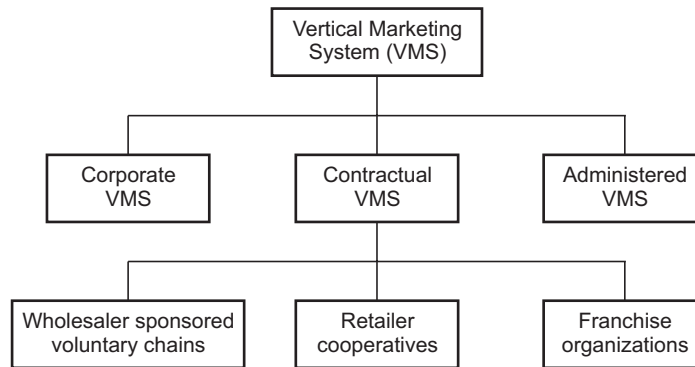 Vertical Marketing
System (VMS)
Corporate
VMS
Contractual
VMS
Administered
VMS
Wholesaler sponsored
voluntary chains
Retailer
cooperatives
Franchise
organizations